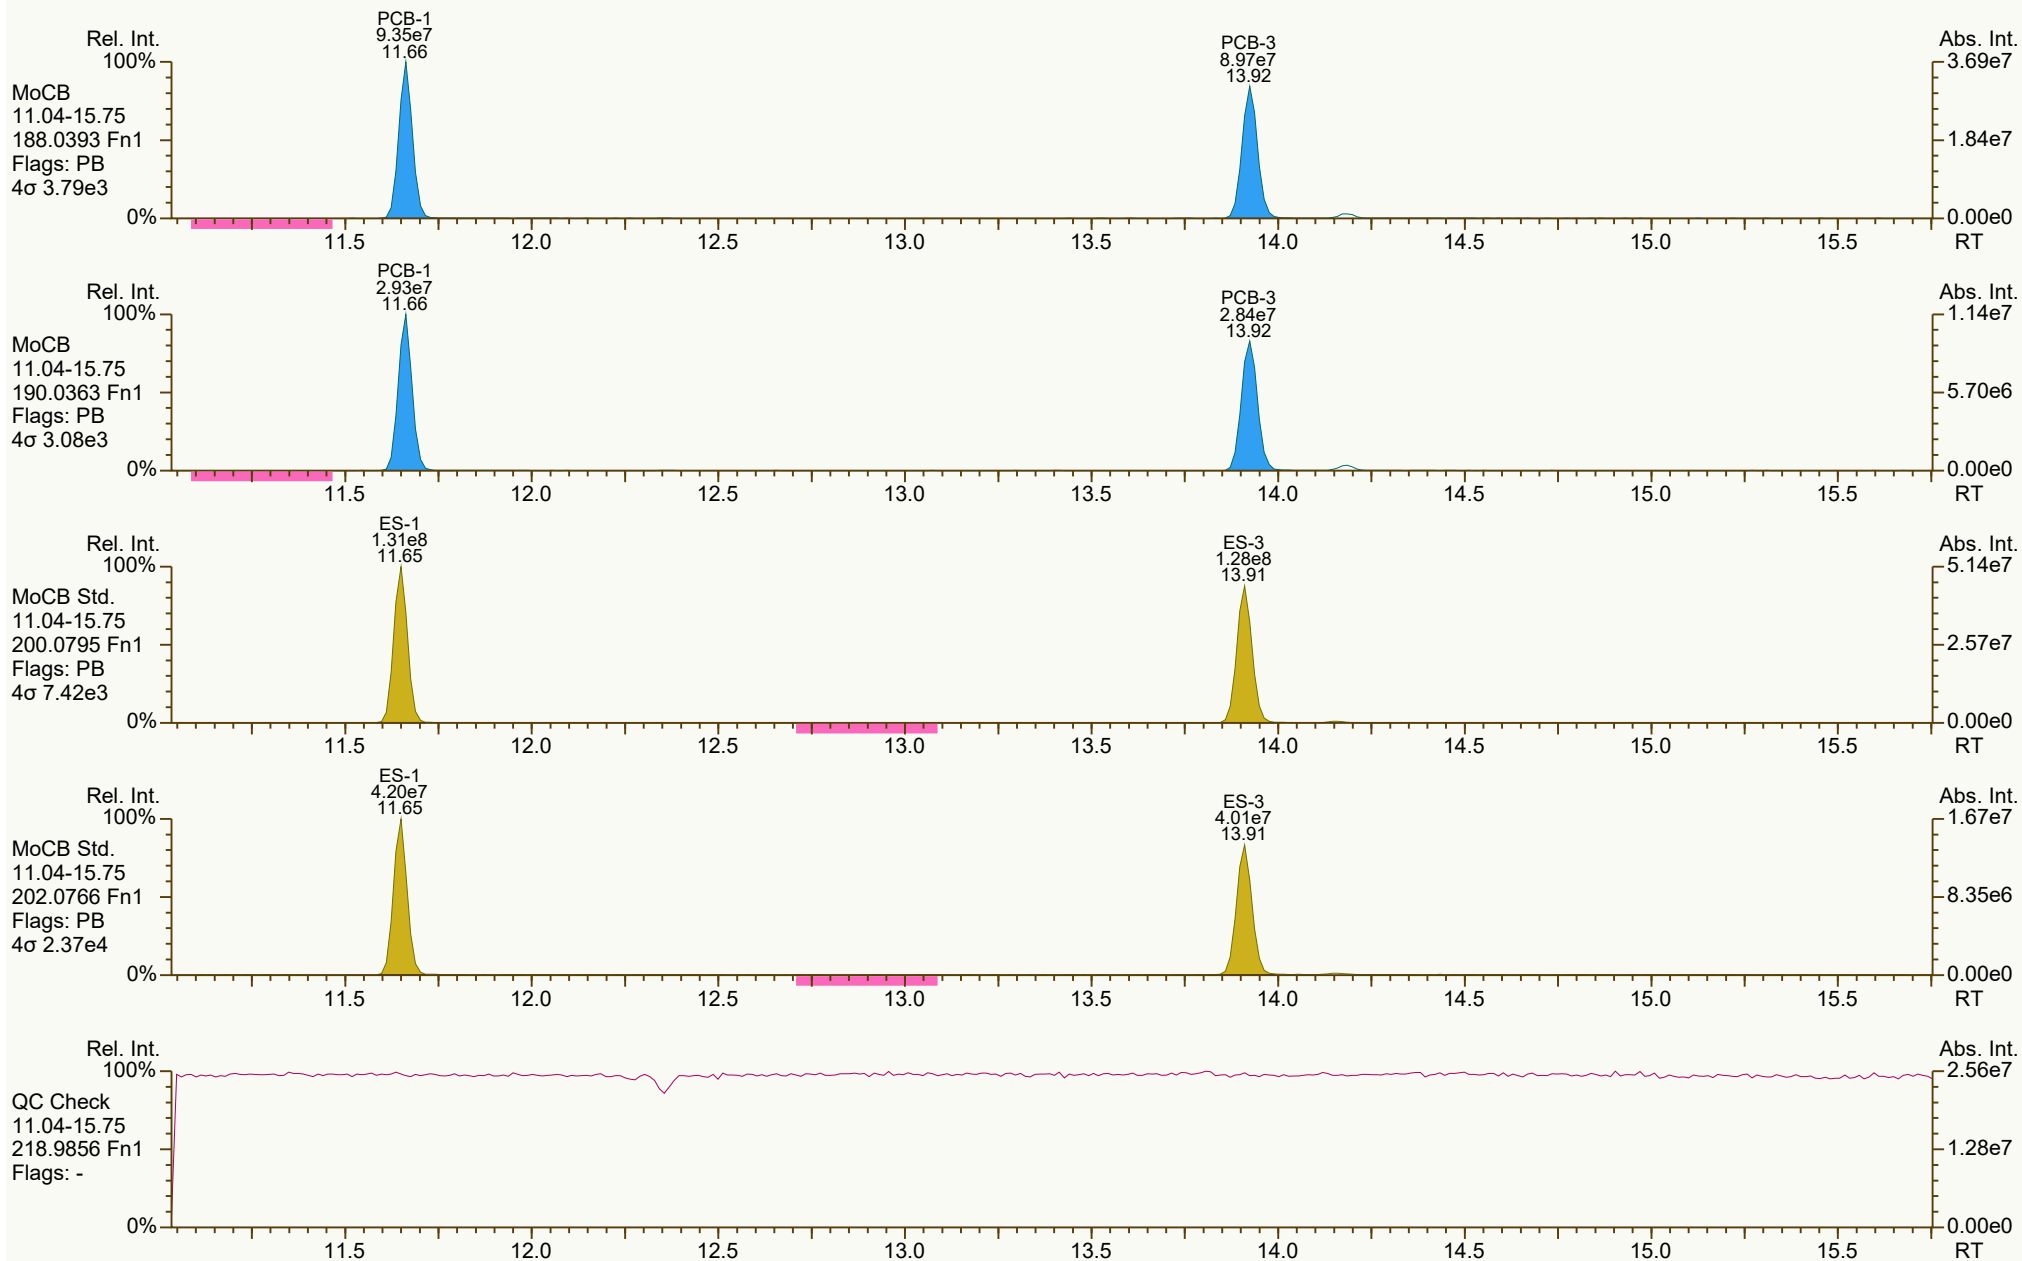 PCB-1
9.35e7
11.66
PCB-3
8.97e7
13.92
Rel. Int.
Abs. Int.
100%
3.69e7
MoCB
11.04-15.75
188.0393 Fn1
Flags: PB
4σ 3.79e3
1.84e7
0%
0.00e0
11.5 12.0 12.5 13.0 13.5 14.0 14.5 15.0 15.5 RT
PCB-1
2.93e7
11.66
PCB-3
2.84e7
13.92
Rel. Int.
Abs. Int.
100%
1.14e7
MoCB
11.04-15.75
190.0363 Fn1
Flags: PB
4σ 3.08e3
5.70e6
0%
0.00e0
11.5 12.0 12.5 13.0 13.5 14.0 14.5 15.0 15.5 RT
ES-1
1.31e8
11.65
ES-3
1.28e8
13.91
Rel. Int.
Abs. Int.
100%
5.14e7
MoCB Std.
11.04-15.75
200.0795 Fn1
Flags: PB
4σ 7.42e3
2.57e7
0%
0.00e0
11.5 12.0 12.5 13.0 13.5 14.0 14.5 15.0 15.5 RT
ES-1
4.20e7
11.65
ES-3
4.01e7
13.91
Rel. Int.
Abs. Int.
100%
1.67e7
MoCB Std.
11.04-15.75
202.0766 Fn1
Flags: PB
4σ 2.37e4
8.35e6
0%
0.00e0
11.5 12.0 12.5 13.0 13.5 14.0 14.5 15.0 15.5 RT
Rel. Int.
Abs. Int.
100%
2.56e7
QC Check
11.04-15.75
218.9856 Fn1
Flags: -
1.28e7
0%
0.00e0
11.5 12.0 12.5 13.0 13.5 14.0 14.5 15.0 15.5 RT